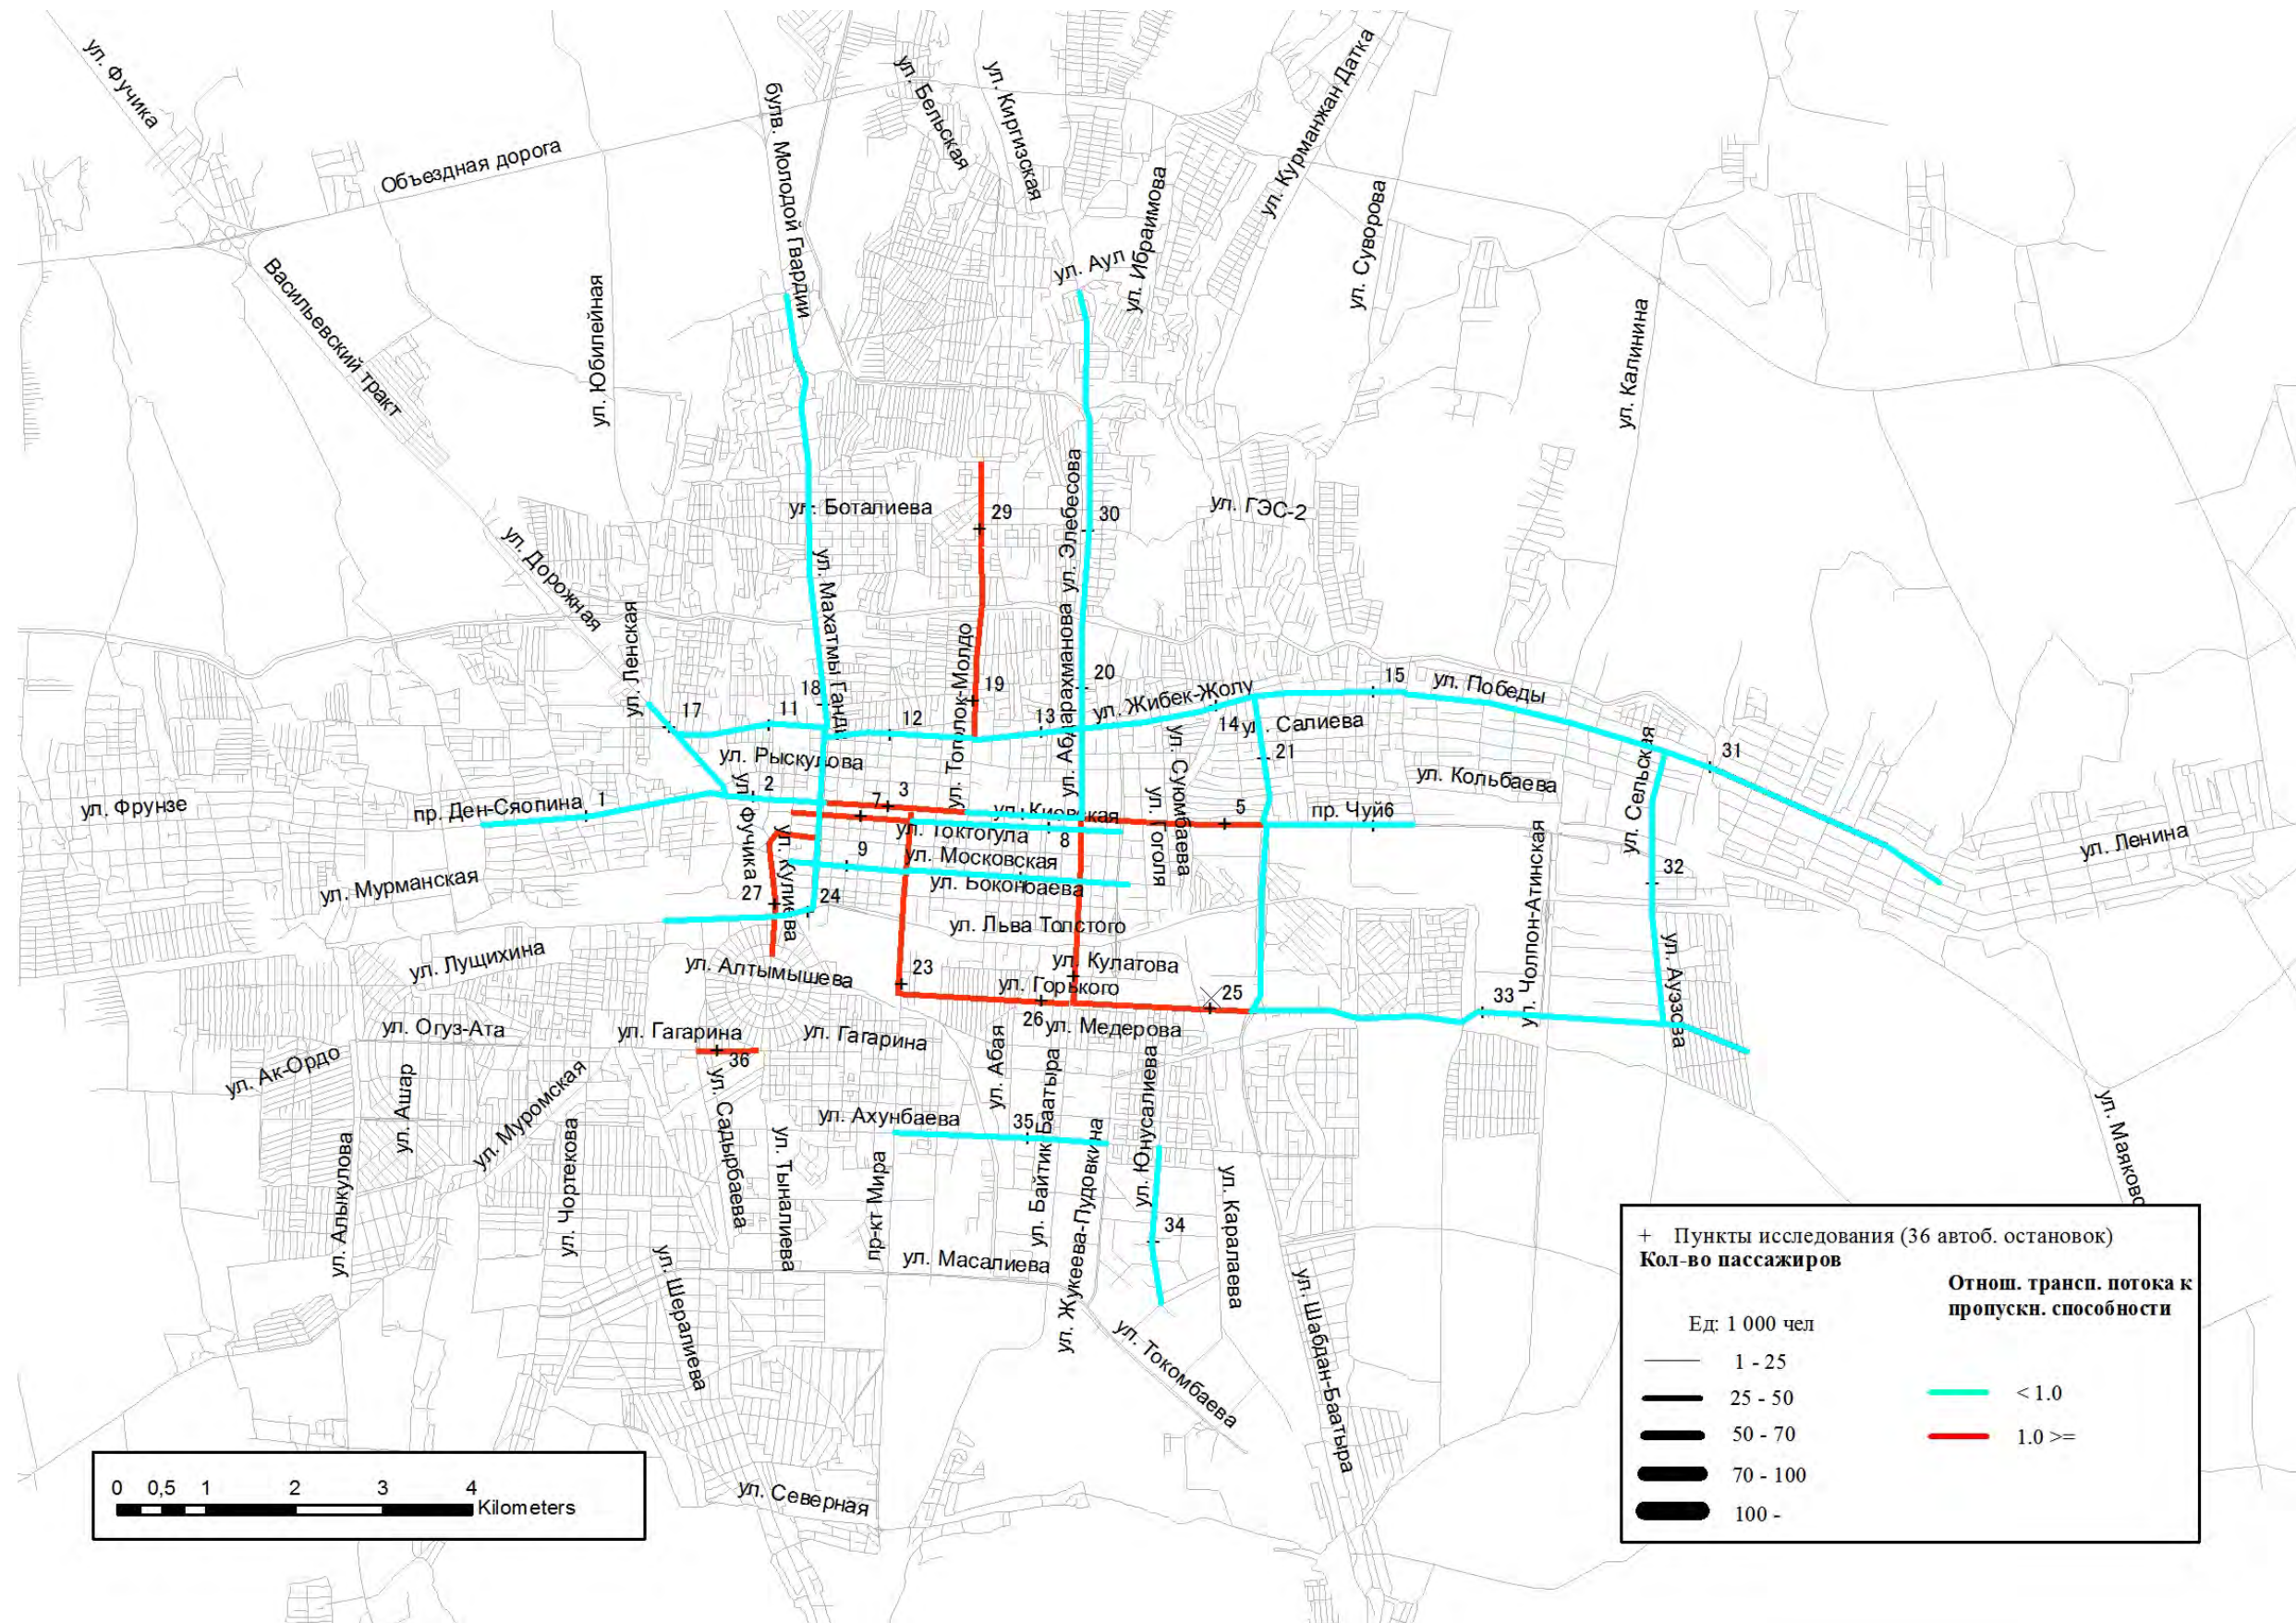 ул. Фучика
Объездная дорога
Васильевский тракт
ул. Юбилейная
булв. Молодой Гвардии
ул. Бельская
ул. Киргизская
ул. Аул
ул. Ибраимова
ул. Курманжан Датка
ул. Суворова
ул. Калинина
ул. Боталиева
29
ул. Элебесова
30
ул. ГЭС-2
ул. Дорожная
ул. Ленская
ул. Махатмы Ганди
ул. Тоголок-Молдо
ул. Абдарахманова
17
11
18
12
19
13
20
ул. Жибек-Жолу
14
15
ул. Победы
ул. Салиева
21
31
ул. Рыскулова
ул. Суюмбаева
ул. Сельская
ул. Кольбаева
ул. Фрунзе
пр. Ден-Сяопина
1
2
ул. Фучика
7
3
ул. Киевская
5
пр. Чуй6
ул. Гоголя
ул. Токтогула
8
ул. Ленина
9
ул. Московская
ул. Кулиева
ул. Боконбаева
ул. Мурманская
27
24
32
ул. Льва Толстого
ул. Чолпон-Атинская
ул. Лущихина
ул. Алтымышева
23
ул. Кулатова
ул. Горького
25
33
ул. Ауэзова
26
ул. Медерова
ул. Огуз-Ата
ул. Гагарина
36
ул. Гагарина
ул. Абая
ул. Ак-Ордо
ул. Ашар
ул. Муромская
ул. Садырбаева
ул. Ахунбаева
35
ул. Байтик Баатыра
ул. Юнусалиева
ул. Маяковс
ул. Алыкулова
ул. Чортекова
ул. Тыналиева
пр-кт Мира
ул. Жукеева-Пудовкина
34
ул. Каралаева
ул. Масалиева
ул. Шералиева
ул. Токомбаева
ул. Шабдан-Баатыра
ул. Северная
0 0,5 1 2 3 4
Kilometers
+ Пункты исследования (36 автоб. остановок)
Кол-во пассажиров
Отнош. трансп. потока к
пропускн. способности
Ед: 1 000 чел
1 - 25
25 - 50
50 - 70
70 - 100
100 -
< 1.0
1.0 >=